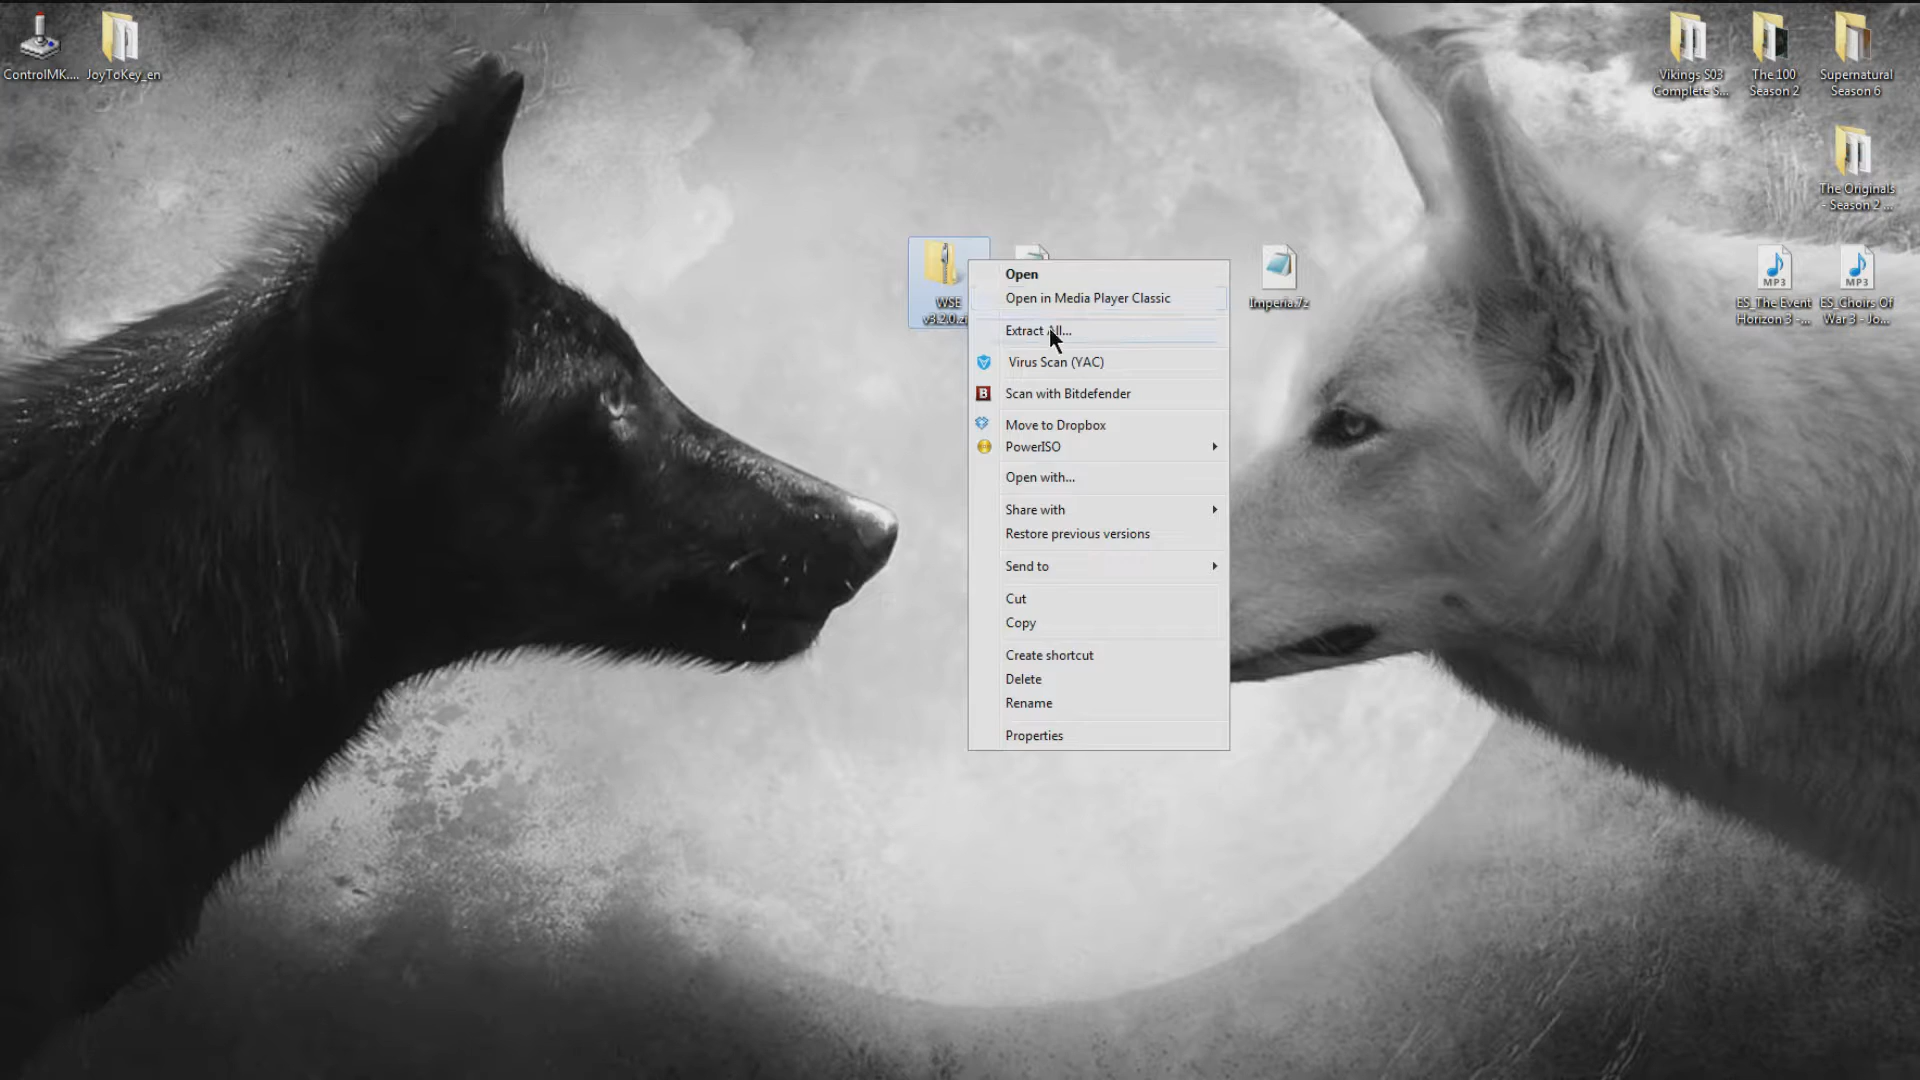 ControlMK....
JoyToKey_en
Vikings S03
Complete S...
The 100
Season 2
Supernatural
Season 6
The Originals
- Season 2 ...
WSE
v3.2.0.zi
Imperia.7z
MP3
ES_The Event
Horizon 3 -...
MP3
ES_Choirs Of
War 3 - Jo...
Open
Open in Media Player Classic
Extract All...
Virus Scan (YAC)
B
Scan with Bitdefender
Move to Dropbox
PowerISO
Open with...
Share with
Restore previous versions
Send to
Cut
Copy
Create shortcut
Delete
Rename
Properties